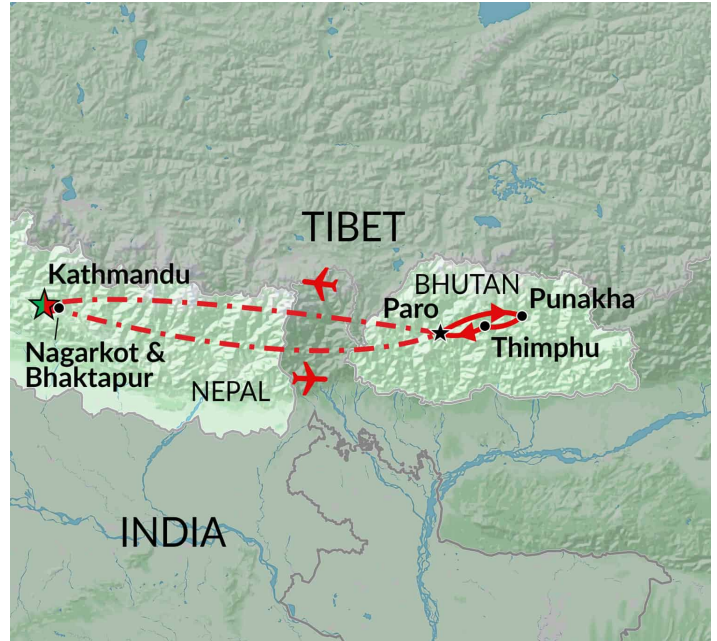 TIBET
Kathmandu
BHUTAN
Paro
Punakha
Thimphu
Nagarkot &
Bhaktapur
NEPAL
INDIA